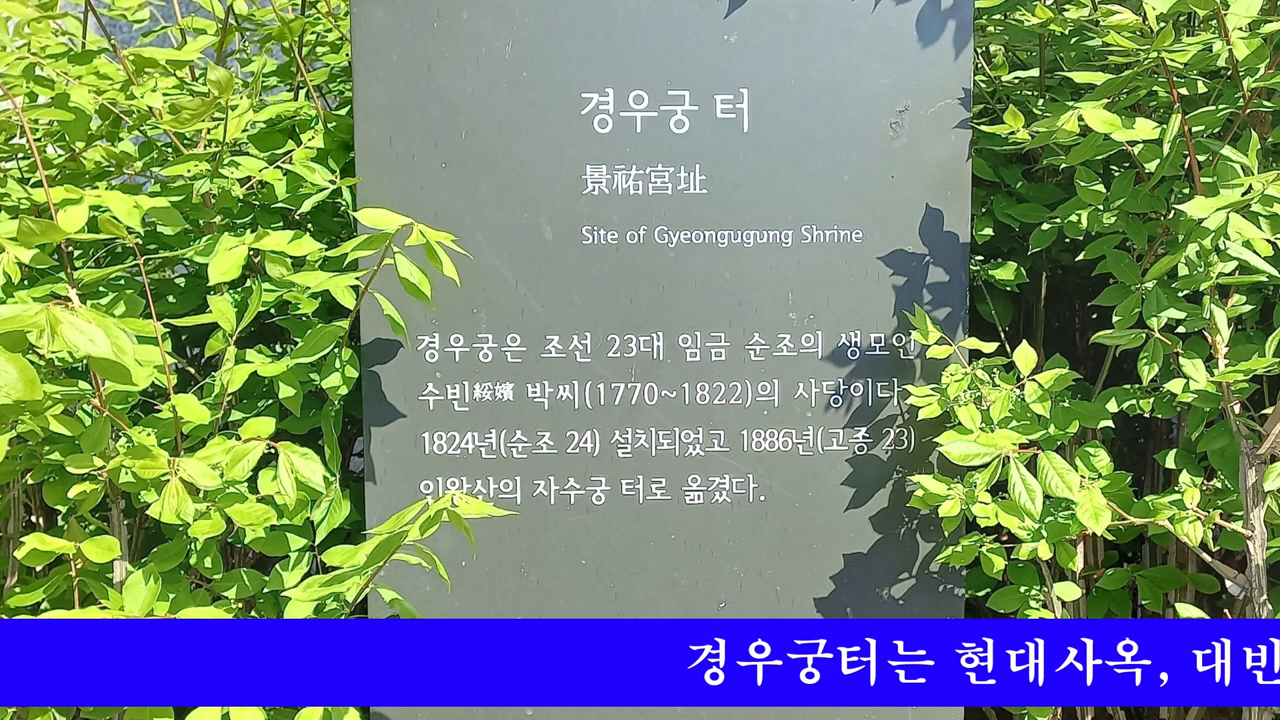 경우궁 터
景祐宮址
Site of Gyeongugung Shrine
경우궁은 조선 23대 임금 순조의 생모인
수빈綏嬪 박씨(1770~1822)의 사당이다.
1824년(순조 24) 설치되었고 1886년(고종 23)
인왕산의 자수궁 터로 옮겼다.
경우궁터는 현대사옥, 대빈